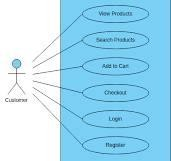 View Products
Search Products
Add to Cart
Checkout
Login
Register
Customer